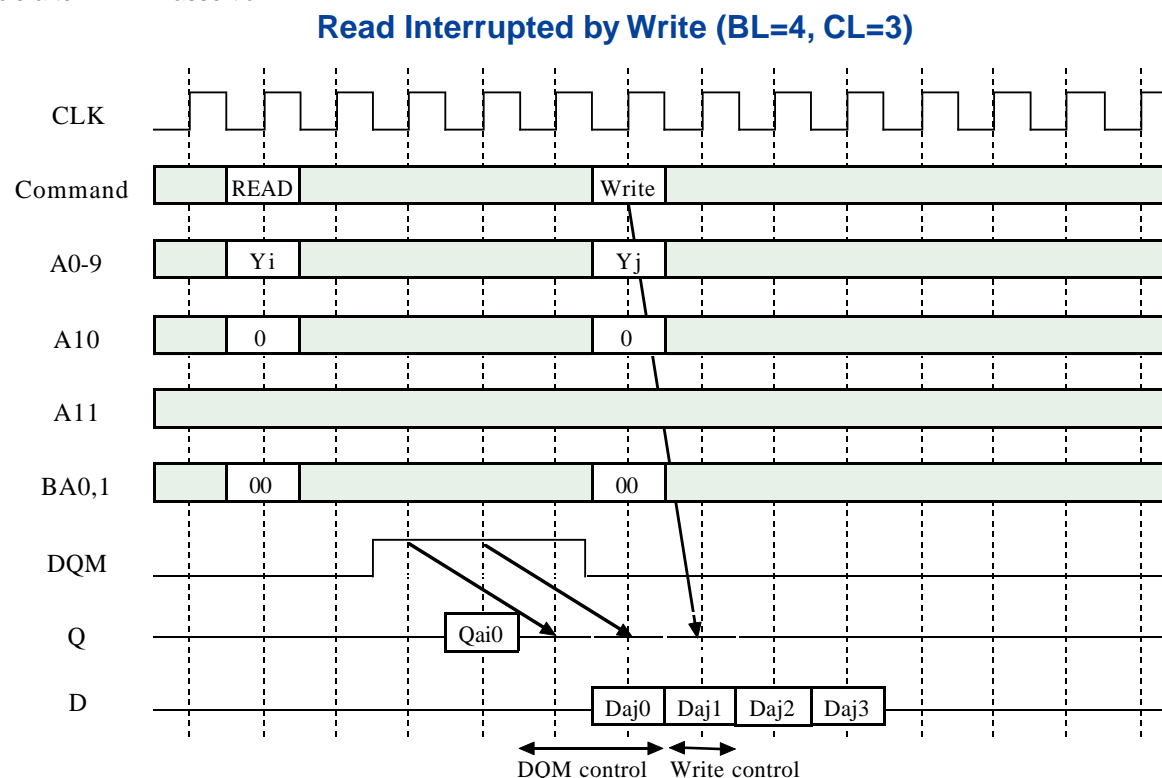 Read Interrupted by Write (BL=4, CL=3)
CLK
Command READ Write
A0-9 Yi Yj
A10 0 0
A11
BA0,1 00 00
DQM
Q Qai0
D Daj0 Daj1 Daj2 Daj3
DQM control Write control